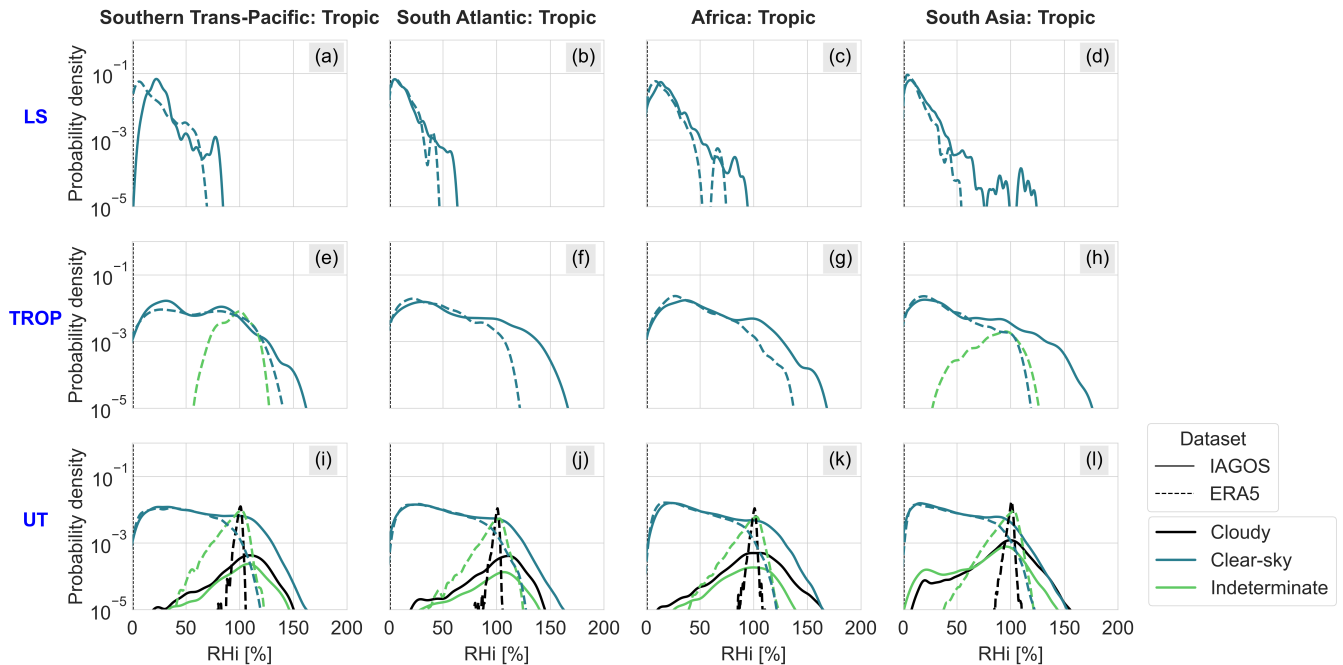 Southern Trans-Pacific: Tropic South Atlantic: Tropic Africa: Tropic South Asia: Tropic
LS
Probability density
10⁻¹
10⁻³
10⁻⁵
(a) (b) (c) (d)
TROP
Probability density
10⁻¹
10⁻³
10⁻⁵
(e) (f) (g) (h)
UT
Probability density
10⁻¹
10⁻³
10⁻⁵
(i) (j) (k) (l)
0 50 100 150 200 0 50 100 150 200 0 50 100 150 200 0 50 100 150 200
RHi [%] RHi [%] RHi [%] RHi [%]
Dataset
IAGOS
ERA5
Cloudy
Clear-sky
Indeterminate